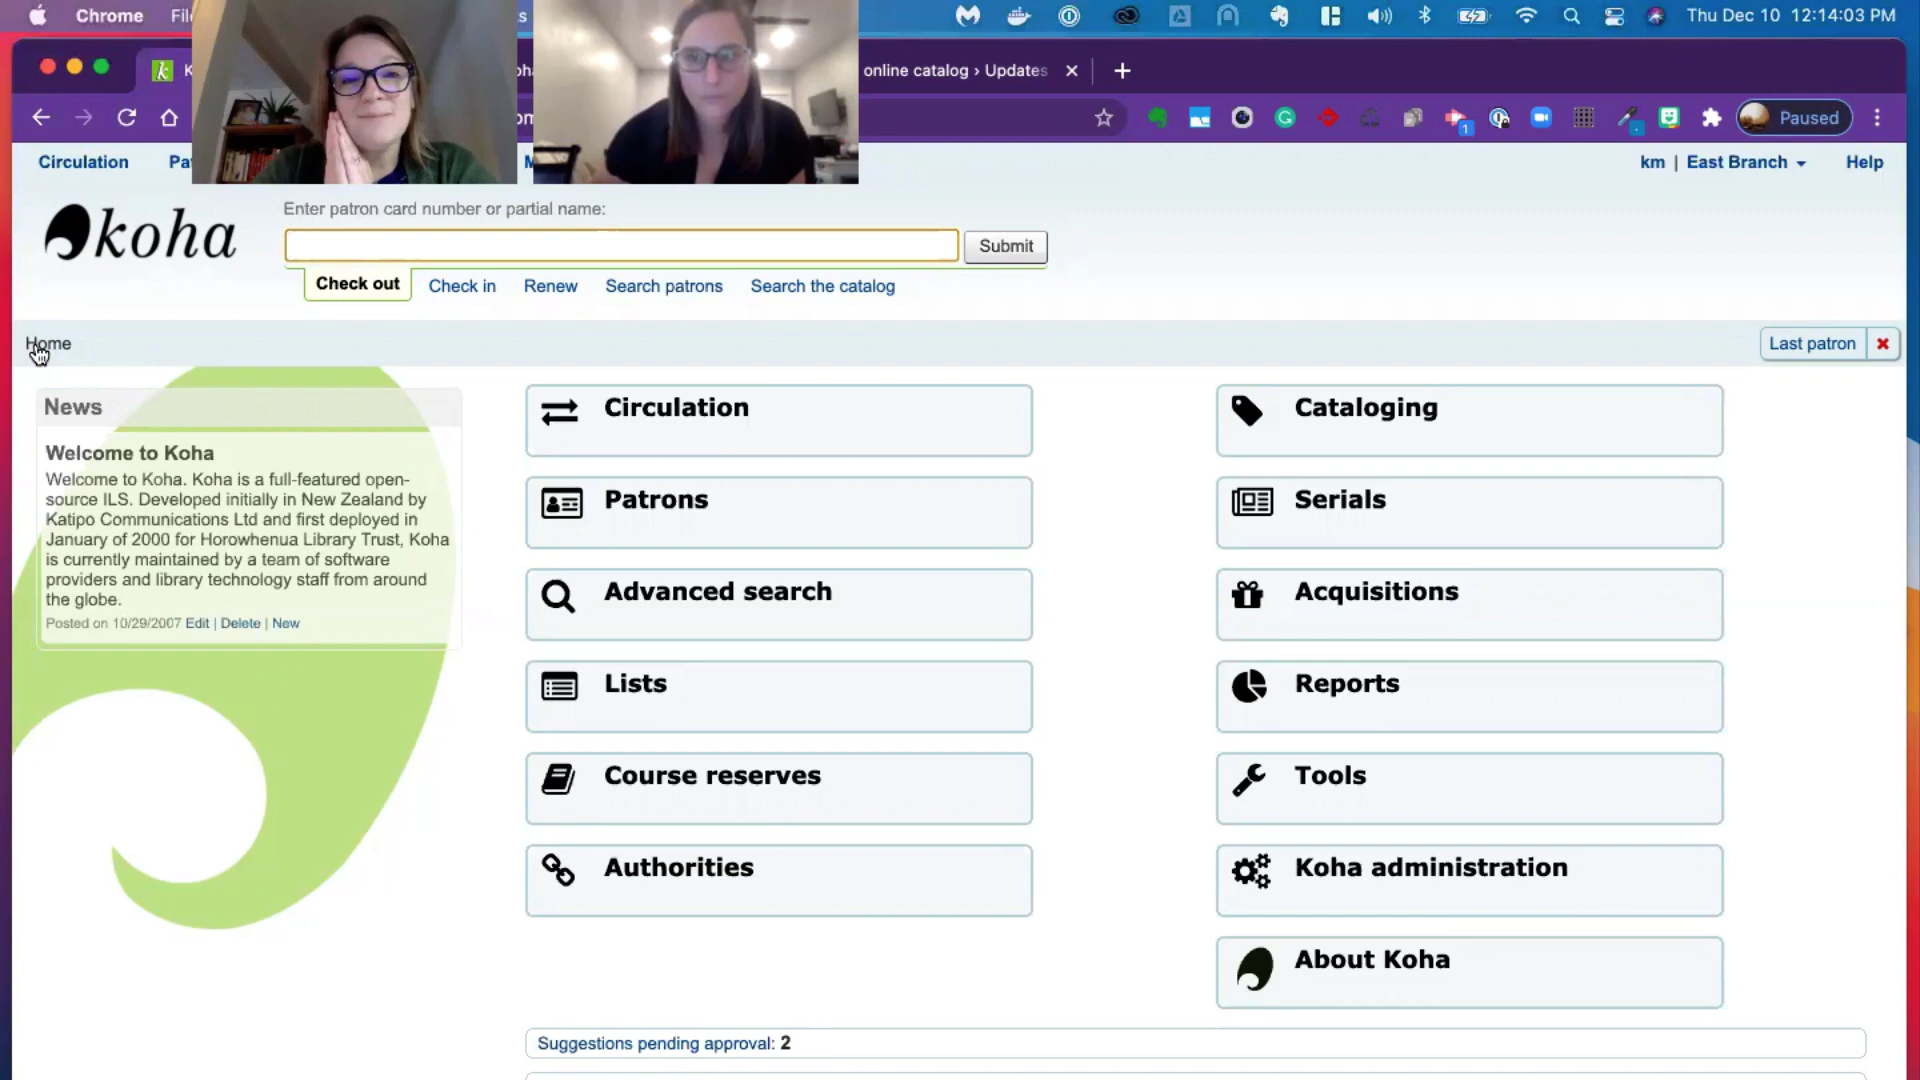 Chrome
Thu Dec 10 12:14:03 PM
online catalog › Updates
Paused
Circulation
km | East Branch
Help
koha
Enter patron card number or partial name:
Submit
Check out
Check in
Renew
Search patrons
Search the catalog
Home
Last patron
News
Welcome to Koha
Welcome to Koha. Koha is a full-featured open-
source ILS. Developed initially in New Zealand by
Katipo Communications Ltd and first deployed in
January of 2000 for Horowhenua Library Trust, Koha
is currently maintained by a team of software
providers and library technology staff from around
the globe.
Posted on 10/29/2007 Edit | Delete | New
Circulation
Patrons
Advanced search
Lists
Course reserves
Authorities
Cataloging
Serials
Acquisitions
Reports
Tools
Koha administration
About Koha
Suggestions pending approval: 2